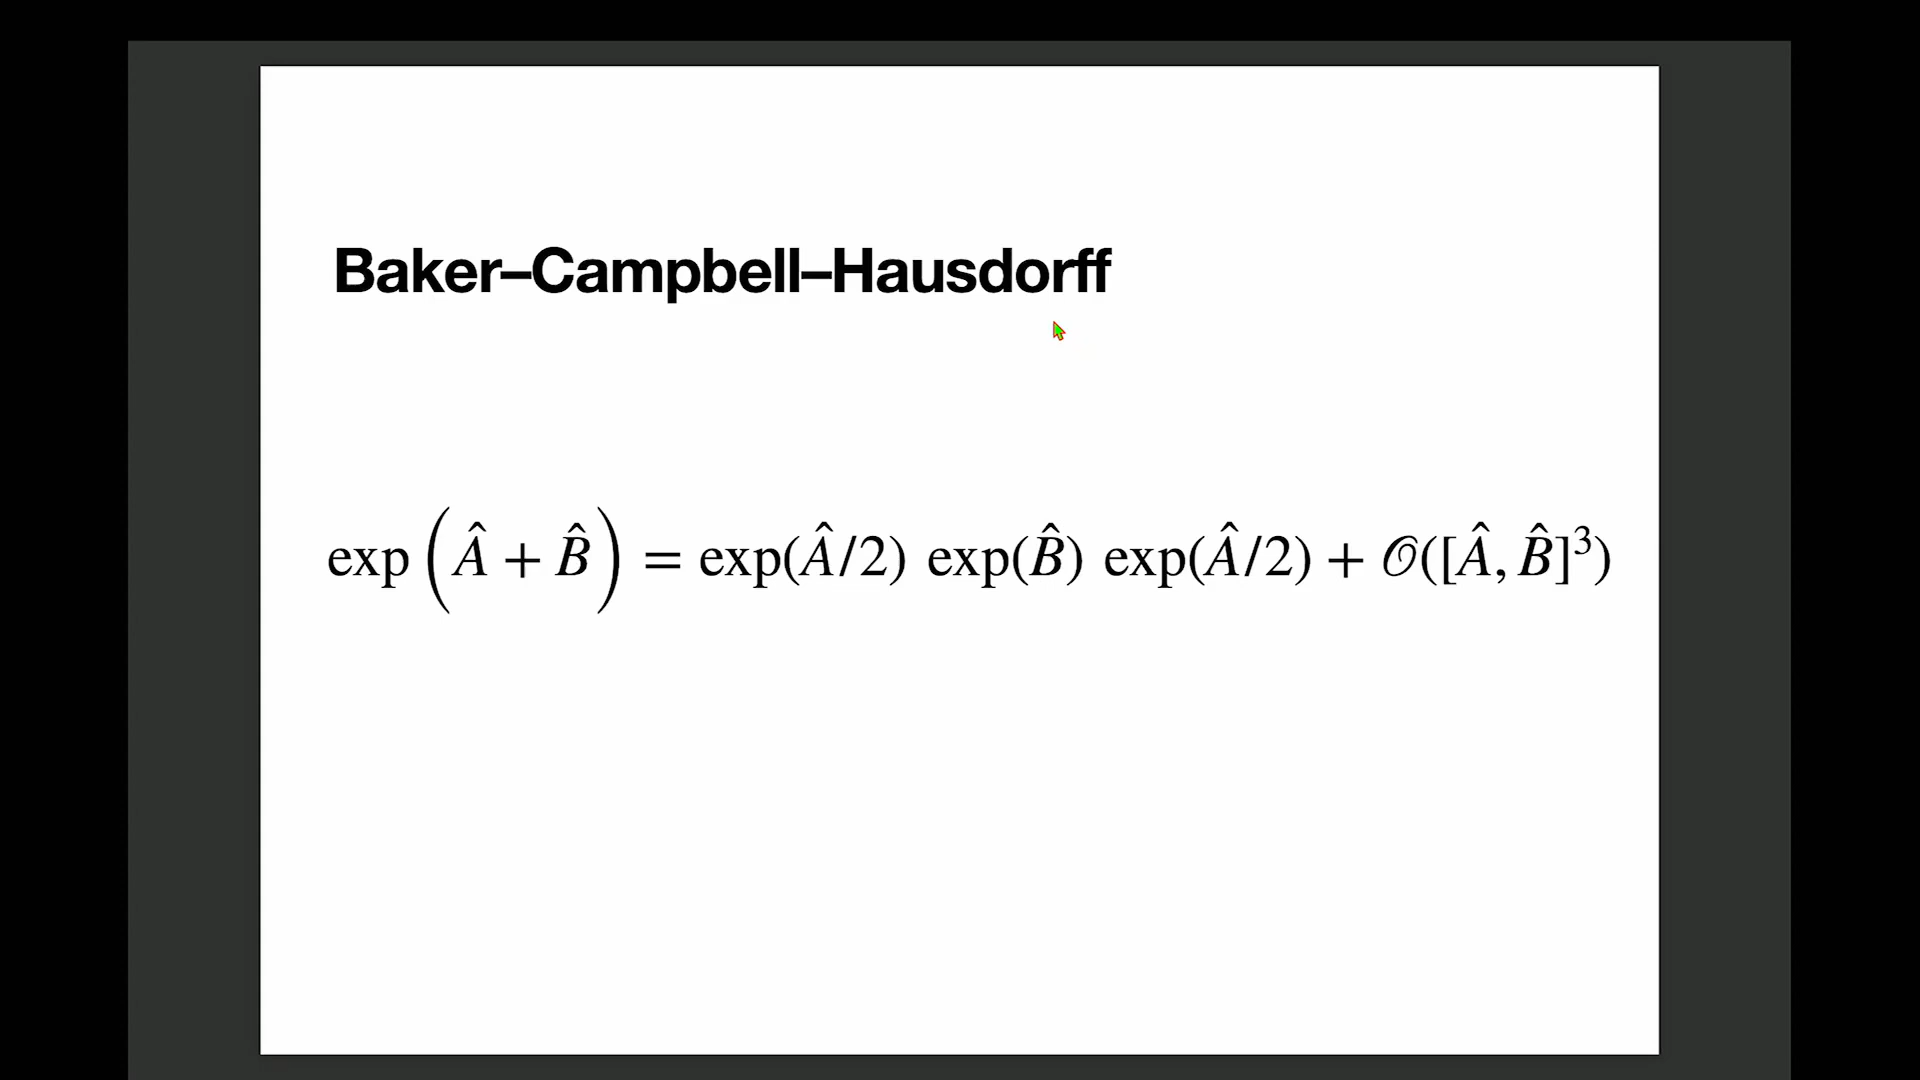 Baker–Campbell–Hausdorff
exp (Â + B̂) = exp(Â/2) exp(B̂) exp(Â/2) + 𝒪([Â, B̂]³)